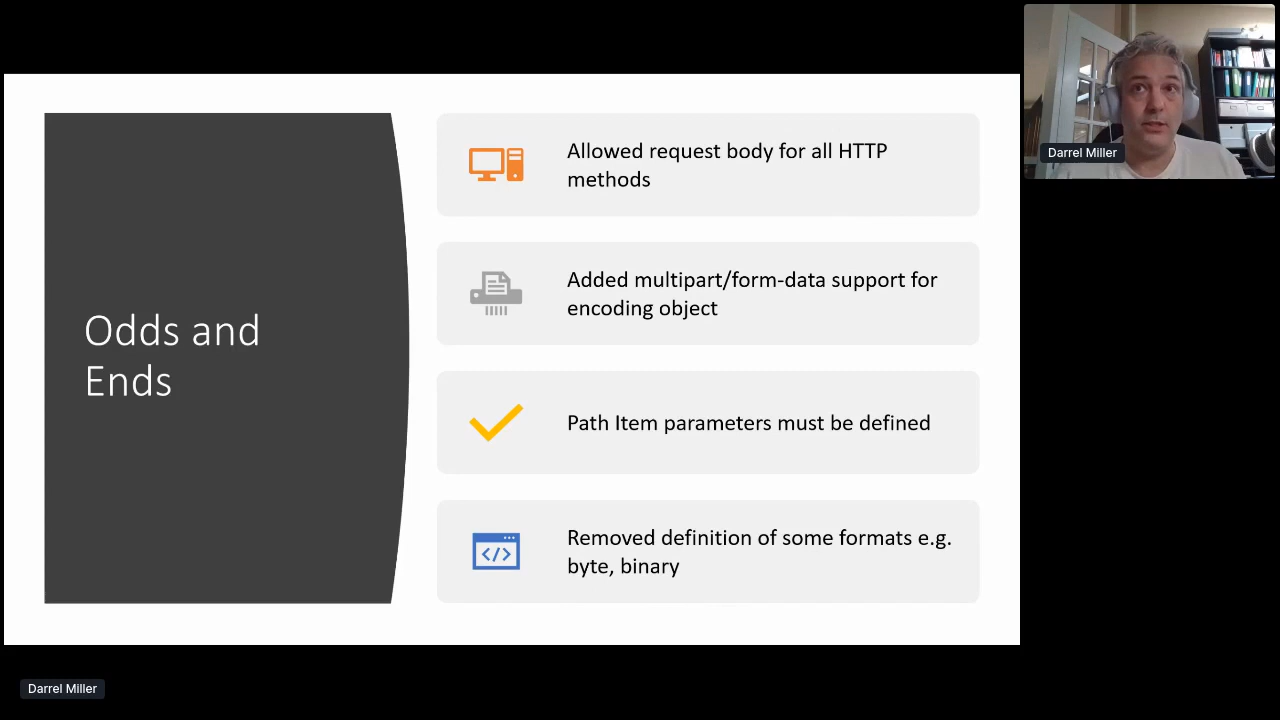 Odds and
Ends
Allowed request body for all HTTP
methods
Added multipart/form-data support for
encoding object
Path Item parameters must be defined
Removed definition of some formats e.g.
byte, binary
Darrel Miller
Darrel Miller